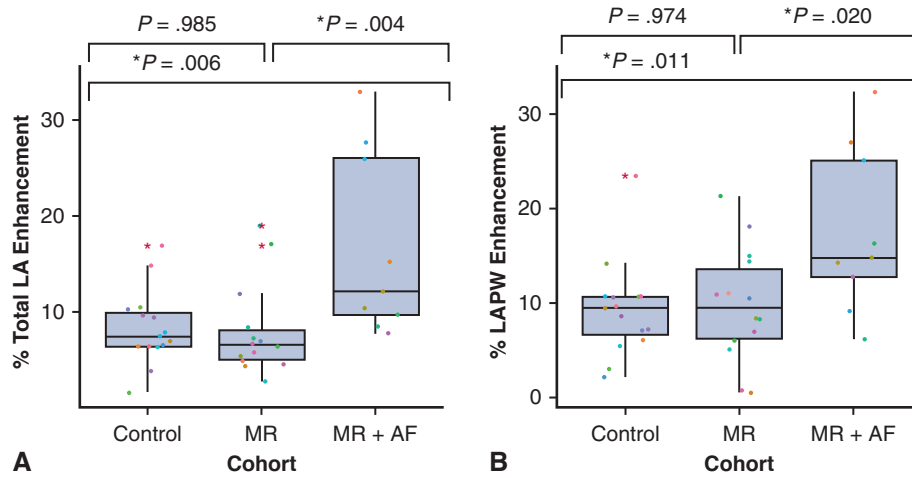 P = .985
*P = .004
*P = .006
% Total LA Enhancement
30
20
10
Control
MR
MR + AF
A
Cohort
P = .974
*P = .020
*P = .011
% LAPW Enhancement
30
20
10
0
Control
MR
MR + AF
B
Cohort